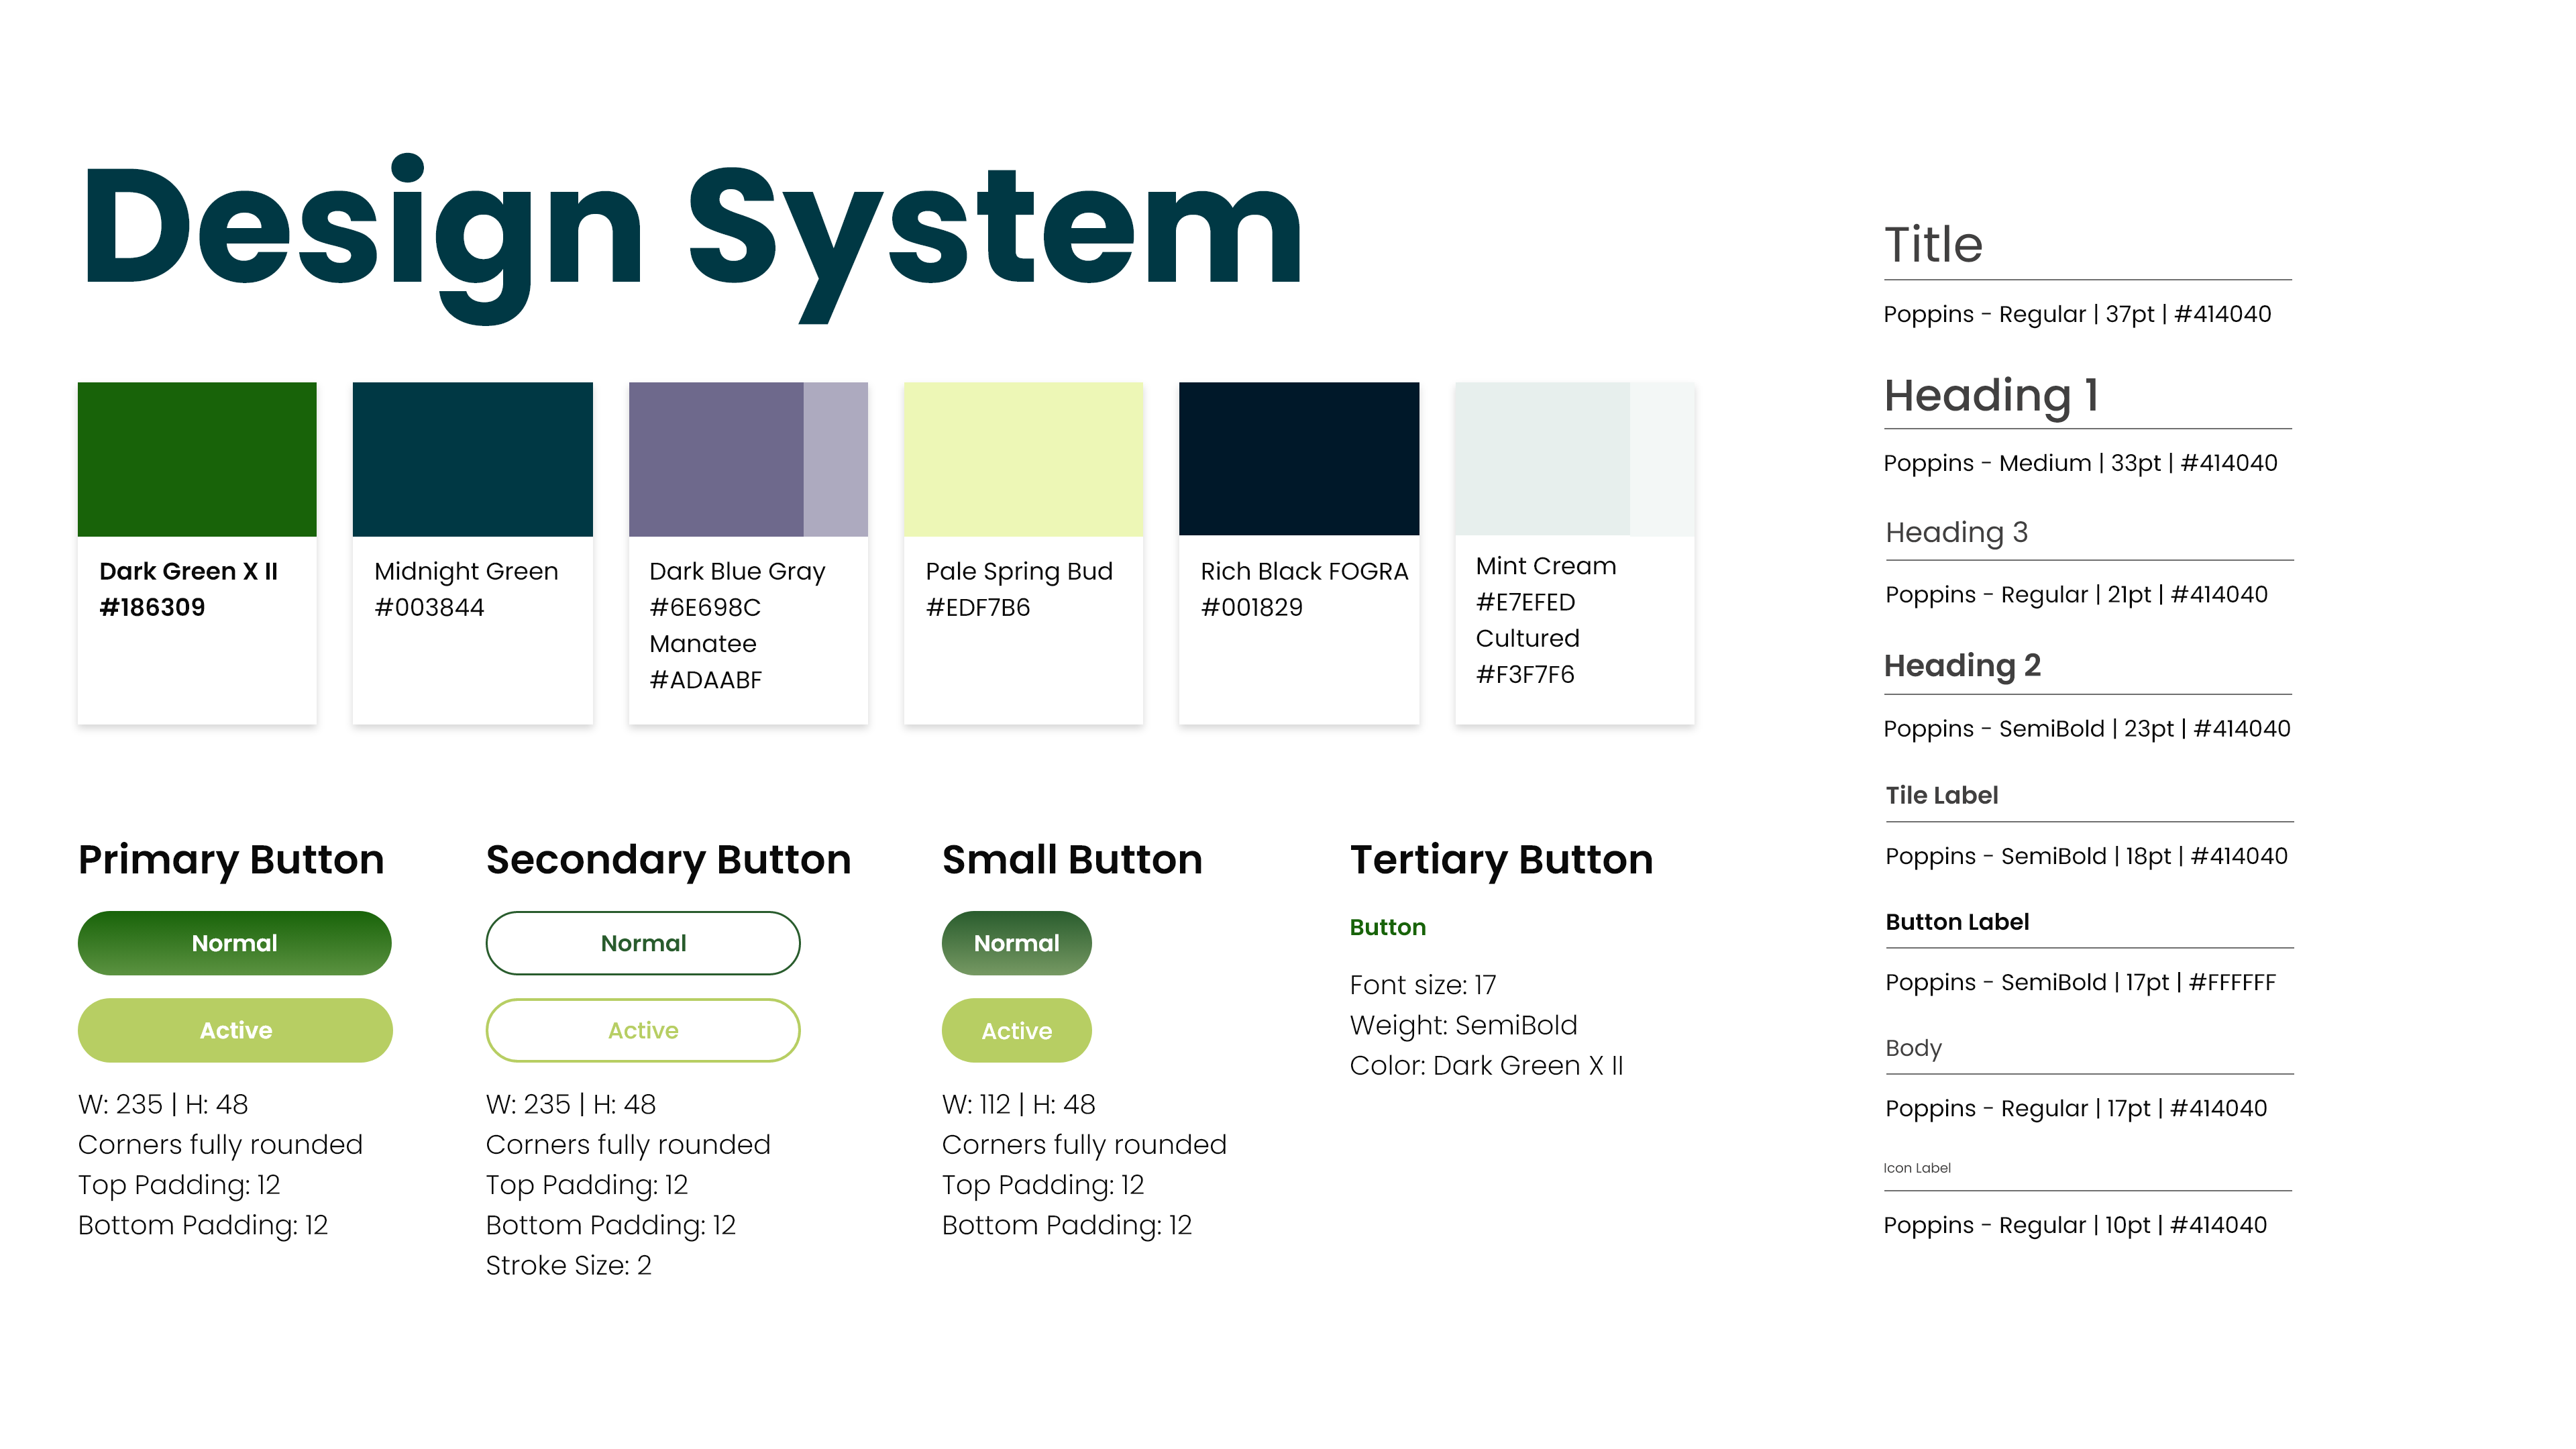 Design System
Dark Green X II
#186309
Midnight Green
#003844
Dark Blue Gray
#6E698C
Manatee
#ADAABF
Pale Spring Bud
#EDF7B6
Rich Black FOGRA
#001829
Mint Cream
#E7EFED
Cultured
#F3F7F6
Primary Button
Normal
Active
W: 235 | H: 48
Corners fully rounded
Top Padding: 12
Bottom Padding: 12
Secondary Button
Normal
Active
W: 235 | H: 48
Corners fully rounded
Top Padding: 12
Bottom Padding: 12
Stroke Size: 2
Small Button
Normal
Active
W: 112 | H: 48
Corners fully rounded
Top Padding: 12
Bottom Padding: 12
Tertiary Button
Button
Font size: 17
Weight: SemiBold
Color: Dark Green X II
Title
Poppins - Regular | 37pt | #414040
Heading 1
Poppins - Medium | 33pt | #414040
Heading 3
Poppins - Regular | 21pt | #414040
Heading 2
Poppins - SemiBold | 23pt | #414040
Tile Label
Poppins - SemiBold | 18pt | #414040
Button Label
Poppins - SemiBold | 17pt | #FFFFFF
Body
Poppins - Regular | 17pt | #414040
Icon Label
Poppins - Regular | 10pt | #414040